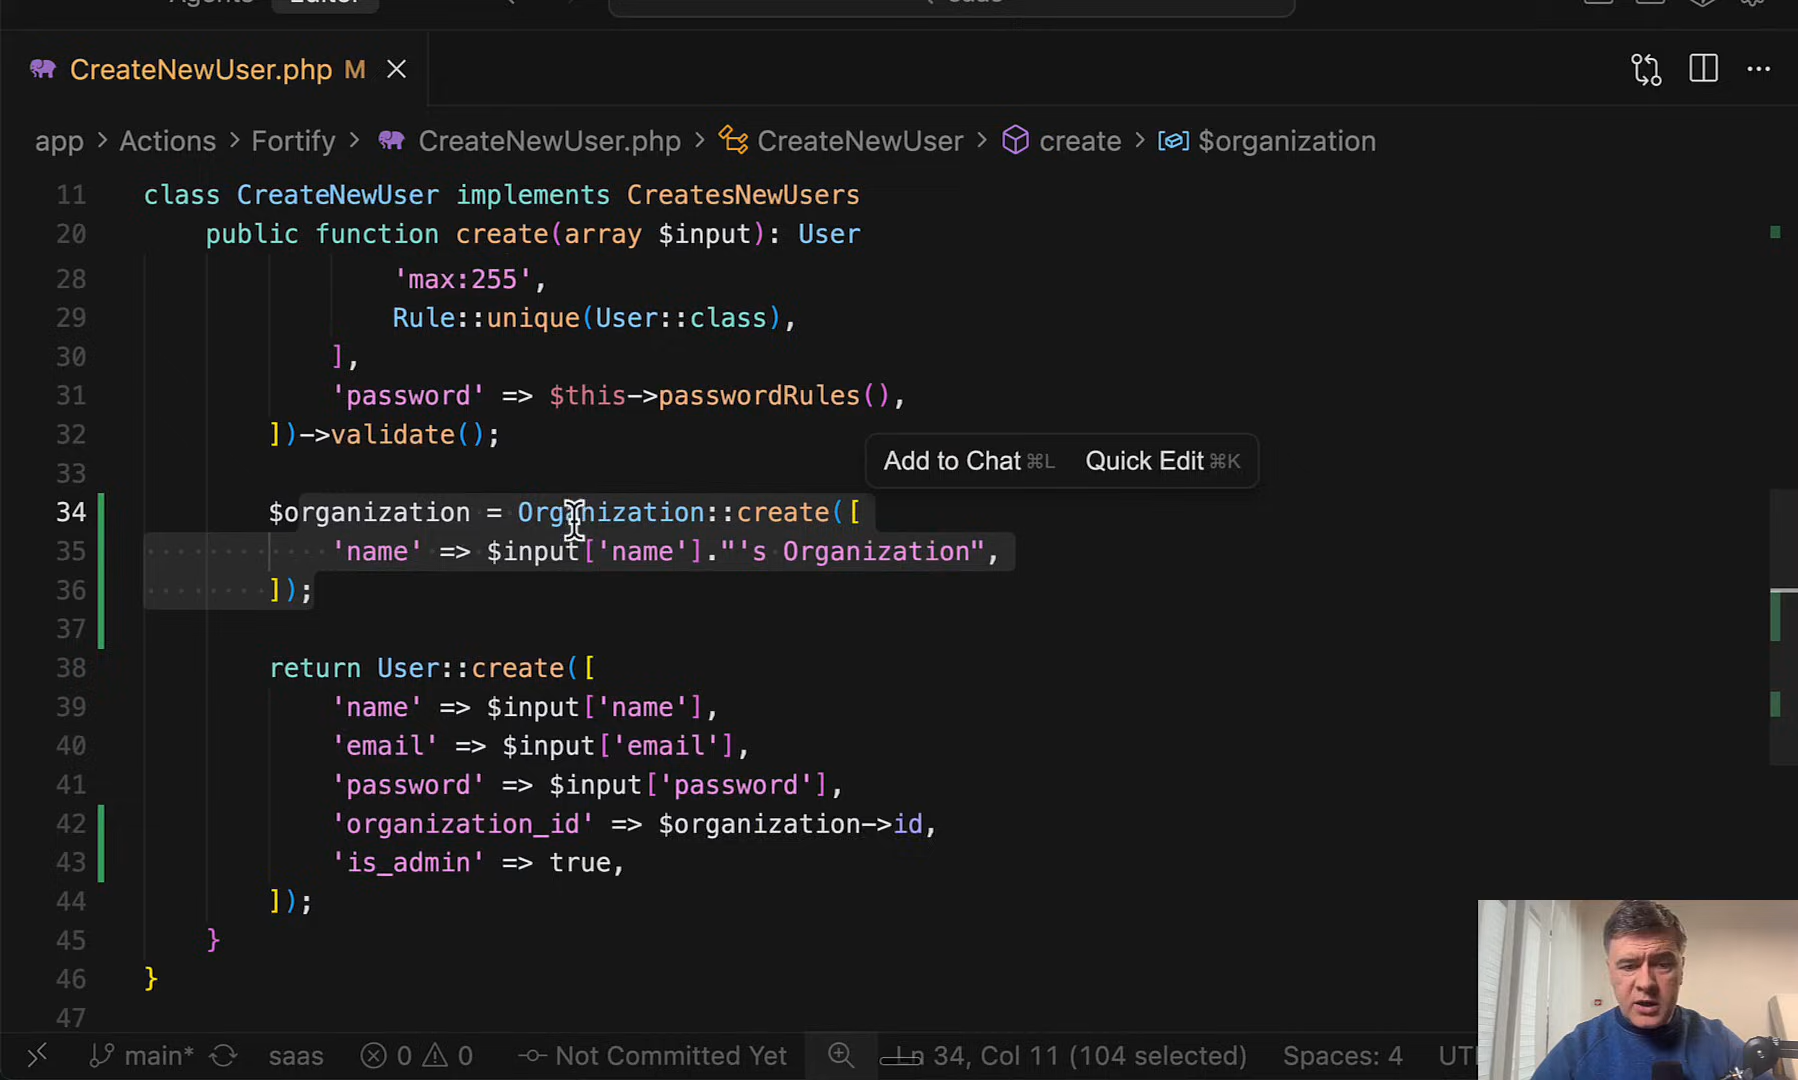 Agents Editor
saas
CreateNewUser.php M
app > Actions > Fortify > CreateNewUser.php > CreateNewUser > create > $organization
11 class CreateNewUser implements CreatesNewUsers
20 public function create(array $input): User
28 'max:255',
29 Rule::unique(User::class),
30 ],
31 'password' => $this->passwordRules(),
32 ])->validate();
Add to Chat ⌘L Quick Edit ⌘K
33
34 $organization = Organization::create([
35 'name' => $input['name']."'s Organization",
36 ]);
37
38 return User::create([
39 'name' => $input['name'],
40 'email' => $input['email'],
41 'password' => $input['password'],
42 'organization_id' => $organization->id,
43 'is_admin' => true,
44 ]);
45 }
46 }
47
main* saas 0 0 Not Committed Yet Ln 34, Col 11 (104 selected) Spaces: 4